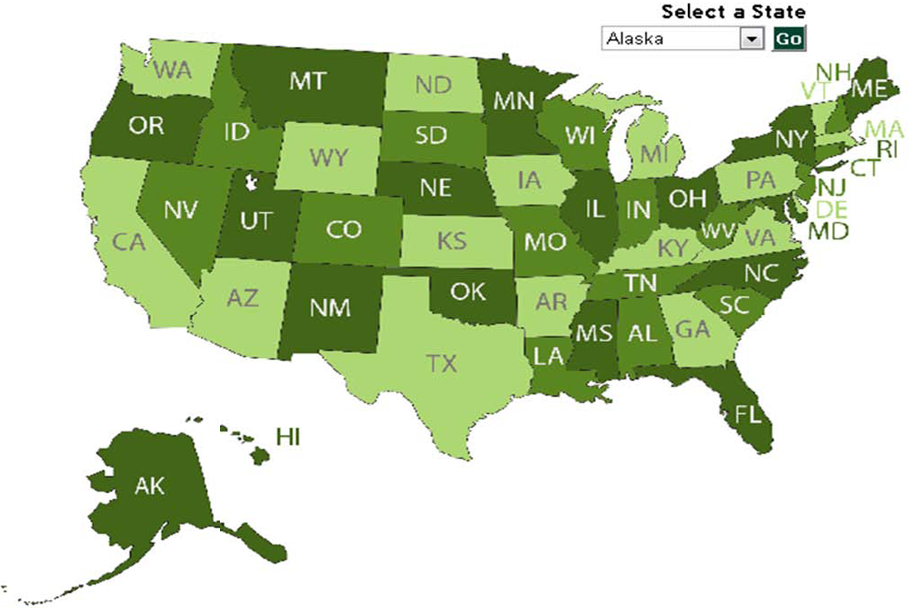 Select a State
Alaska Go
WA
MT
ND
MN
NH
VT
ME
OR
ID
SD
WI
NY
MA
RI
WY
MI
CT
NE
IA
PA
NJ
NV
UT
CO
IL
IN
OH
DE
MD
CA
KS
MO
WV
VA
KY
NC
AZ
NM
OK
AR
TN
SC
TX
LA
MS
AL
GA
FL
HI
AK